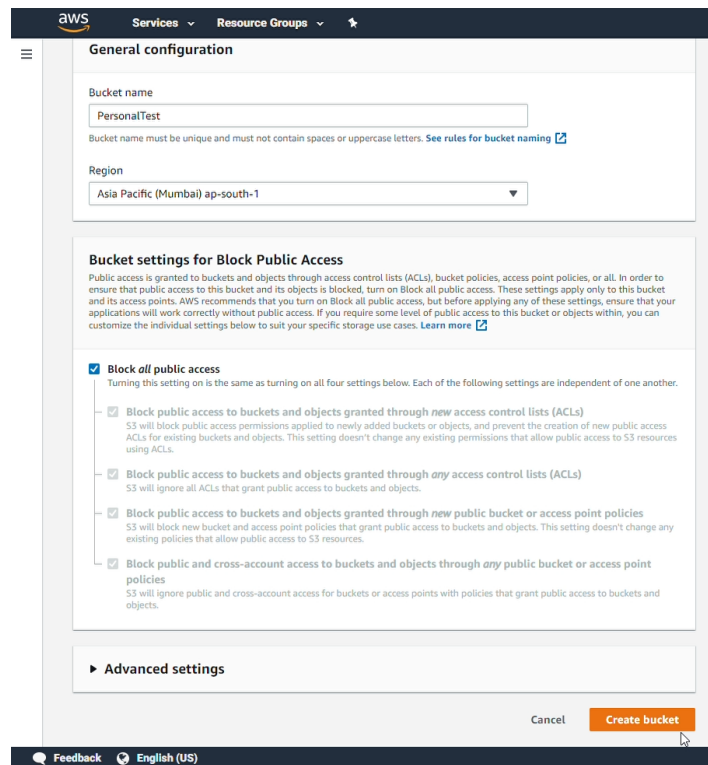 aws
Services
Resource Groups
General configuration
Bucket name
PersonalTest
Bucket name must be unique and must not contain spaces or uppercase letters. See rules for bucket naming
Region
Asia Pacific (Mumbai) ap-south-1
Bucket settings for Block Public Access
Public access is granted to buckets and objects through access control lists (ACLs), bucket policies, access point policies, or all. In order to
ensure that public access to this bucket and its objects is blocked, turn on Block all public access. These settings apply only to this bucket
and its access points. AWS recommends that you turn on Block all public access, but before applying any of these settings, ensure that your
applications will work correctly without public access. If you require some level of public access to this bucket or objects within, you can
customize the individual settings below to suit your specific storage use cases. Learn more
Block all public access
Turning this setting on is the same as turning on all four settings below. Each of the following settings are independent of one another.
Block public access to buckets and objects granted through new access control lists (ACLs)
S3 will block public access permissions applied to newly added buckets or objects, and prevent the creation of new public access
ACLs for existing buckets and objects. This setting doesn't change any existing permissions that allow public access to S3 resources
using ACLs.
Block public access to buckets and objects granted through any access control lists (ACLs)
S3 will ignore all ACLs that grant public access to buckets and objects.
Block public access to buckets and objects granted through new public bucket or access point policies
S3 will block new bucket and access point policies that grant public access to buckets and objects. This setting doesn't change any
existing policies that allow public access to S3 resources.
Block public and cross-account access to buckets and objects through any public bucket or access point
policies
S3 will ignore public and cross-account access for buckets or access points with policies that grant public access to buckets and
objects.
Advanced settings
Cancel
Create bucket
Feedback
English (US)